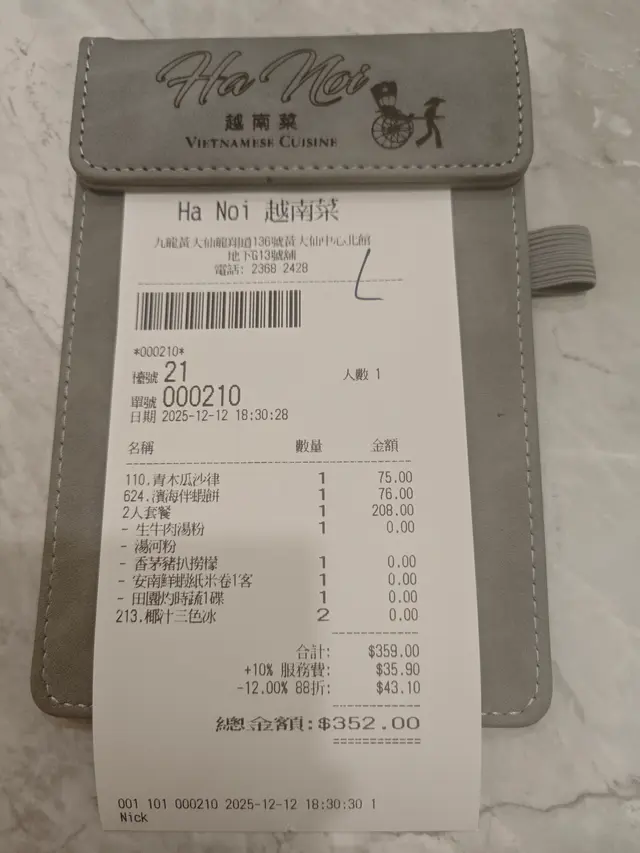 Ha Noi
越南菜
VIETNAMESE CUISINE
Ha Noi 越南菜
九龍黃大仙龍翔道136號黃大仙中心北館
地下G13號舖
電話: 2368 2428
*000210*
檯號 21 人數 1
單號 000210
日期 2025-12-12 18:30:28
名稱 數量 金額
110.青木瓜沙律 1 75.00
624.濱海伴蝦餅 1 76.00
2人套餐 1 208.00
- 生牛肉湯粉 1 0.00
- 湯河粉
- 香茅豬扒撈檬 1 0.00
- 安南鮮蝦紙米卷1客 1 0.00
- 田園灼時蔬1碟 1 0.00
213.椰汁三色冰 2 0.00
合計: $359.00
+10% 服務費: $35.90
-12.00% 88折: $43.10
總金額:$352.00
001 101 000210 2025-12-12 18:30:30 1
Nick